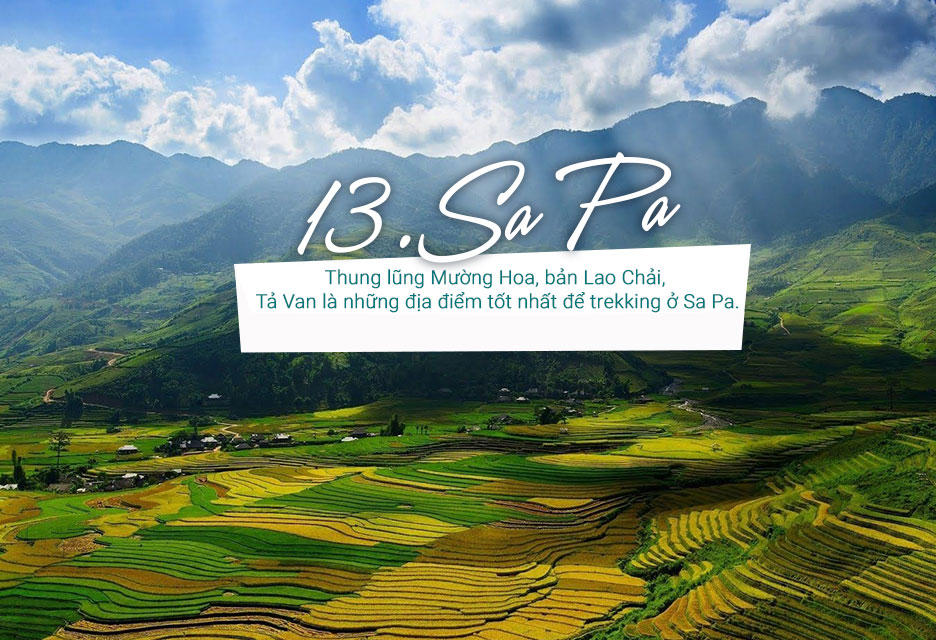 13. Sa Pa
Thung lũng Mường Hoa, bản Lao Chải,
Tả Van là những địa điểm tốt nhất để trekking ở Sa Pa.